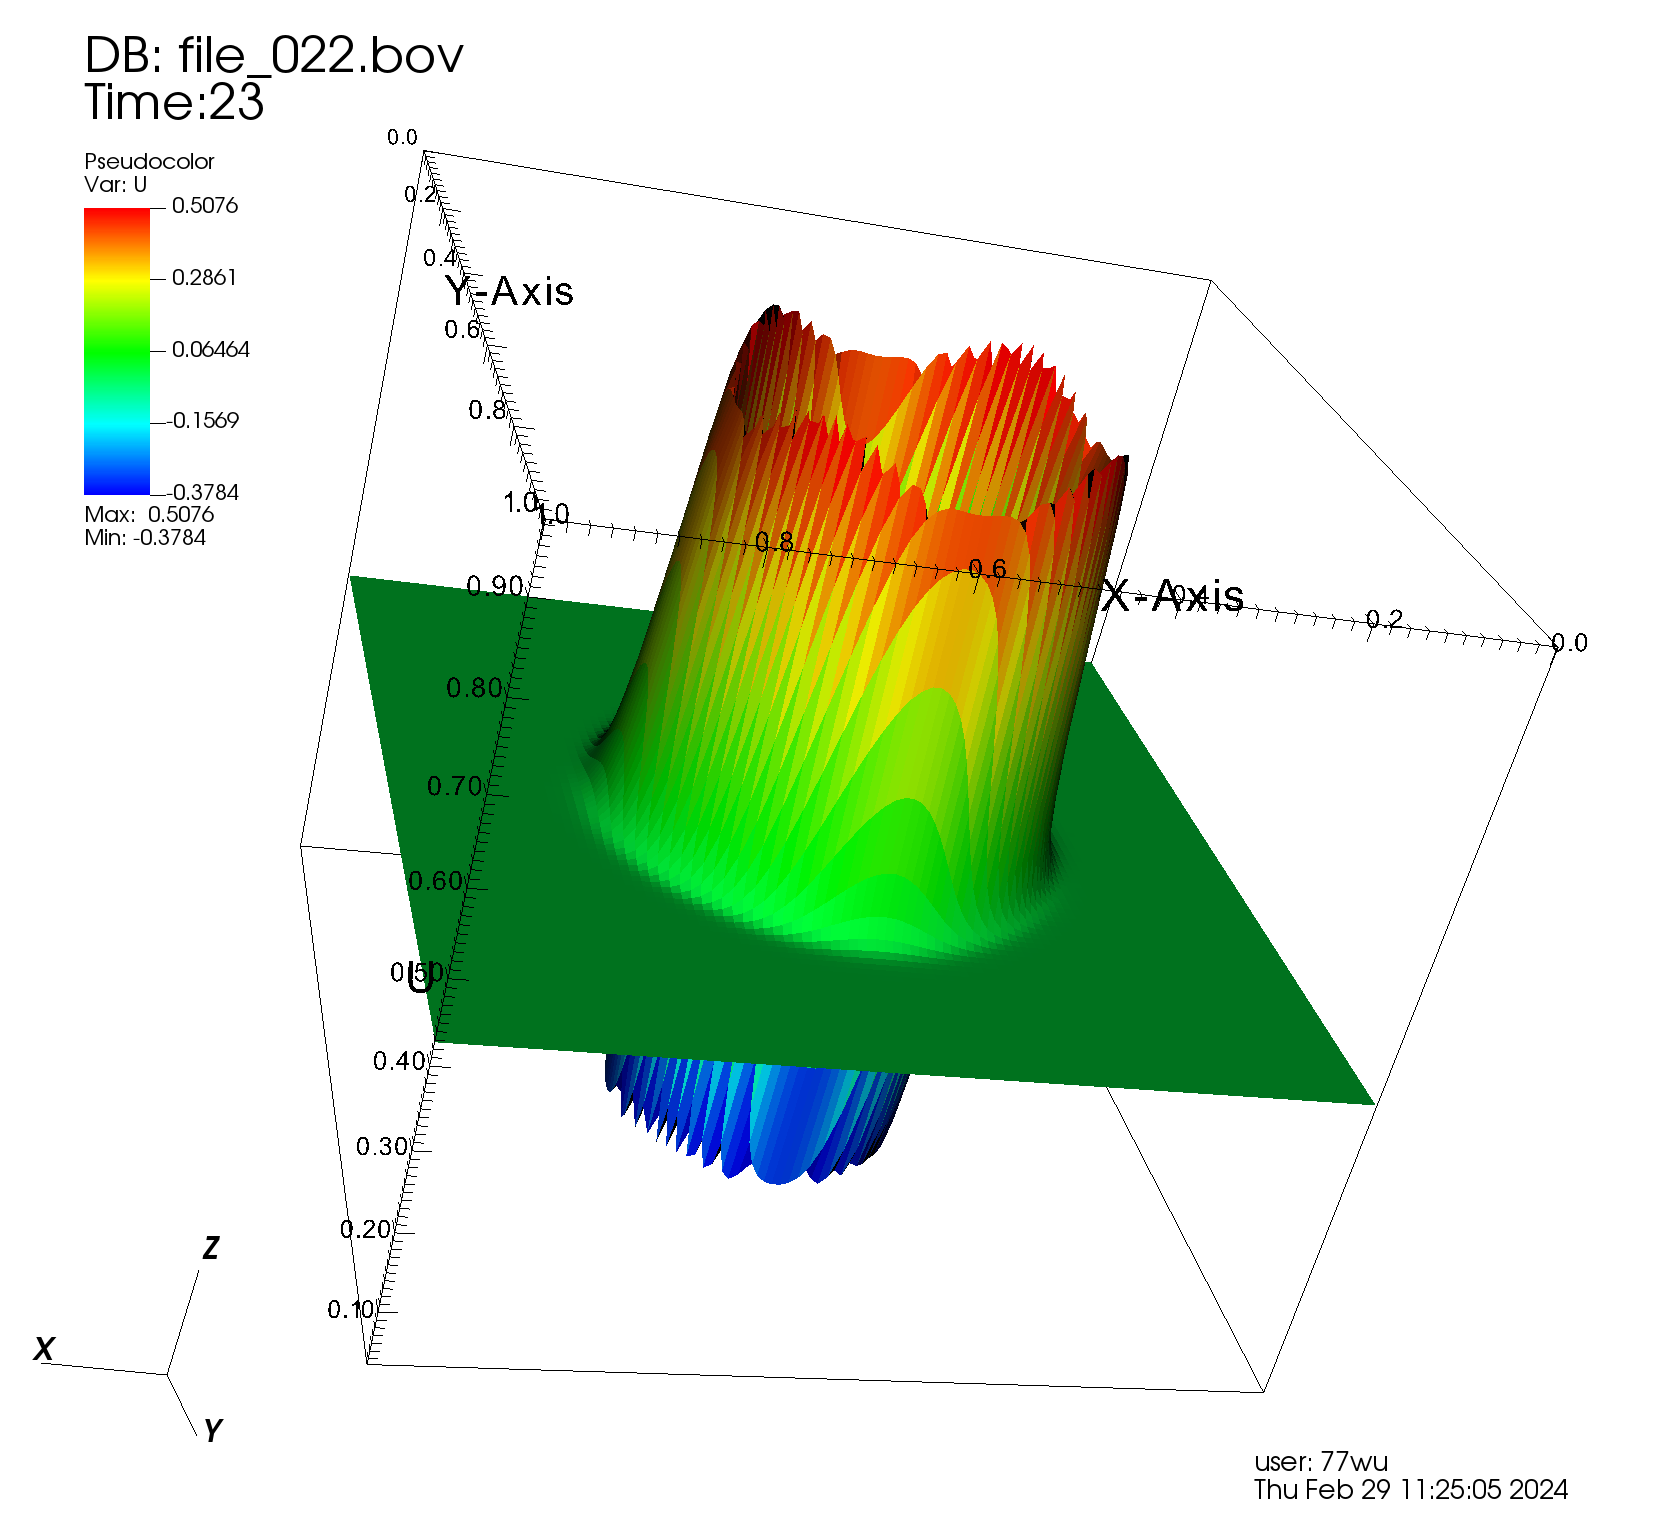 DB: file_022.bov
Time:23
Pseudocolor
Var: U
5076
0.2861
0.06464
-0.1569
-0.3784
Max: 0.5076
Min: -0.3784
0.0
0.2
0.4
Y-Axis
0.6
0.8
1.0
1.0
0.8
0.6
X-Axis
0.4
0.2
0.0
0.90
0.80
0.70
0.60
0.50
U
0.40
0.30
0.20
0.10
Z
X
Y
user: 77wu
Thu Feb 29 11:25:05 2024